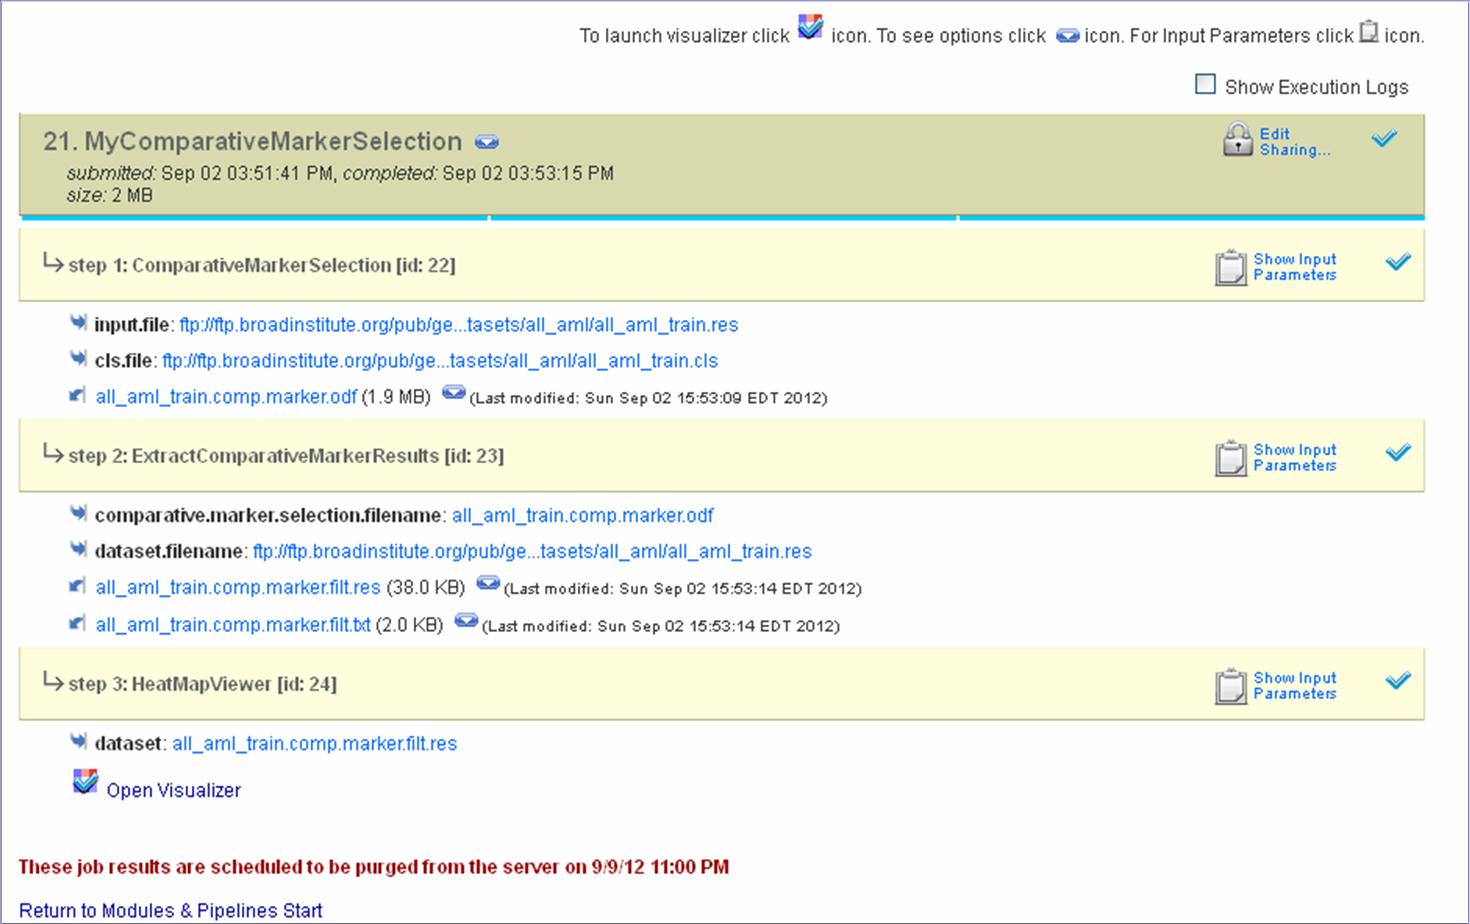 To launch visualizer click icon. To see options click icon. For Input Parameters click icon.
Show Execution Logs
21. MyComparativeMarkerSelection
Edit
Sharing...
submitted: Sep 02 03:51:41 PM, completed: Sep 02 03:53:15 PM
size: 2 MB
step 1: ComparativeMarkerSelection [id: 22]
Show Input
Parameters
input.file: ftp://ftp.broadinstitute.org/pub/ge...tasets/all_aml/all_aml_train.res
cls.file: ftp://ftp.broadinstitute.org/pub/ge...tasets/all_aml/all_aml_train.cls
all_aml_train.comp.marker.odf (1.9 MB) (Last modified: Sun Sep 02 15:53:09 EDT 2012)
step 2: ExtractComparativeMarkerResults [id: 23]
Show Input
Parameters
comparative.marker.selection.filename: all_aml_train.comp.marker.odf
dataset.filename: ftp://ftp.broadinstitute.org/pub/ge...tasets/all_aml/all_aml_train.res
all_aml_train.comp.marker.filt.res (38.0 KB) (Last modified: Sun Sep 02 15:53:14 EDT 2012)
all_aml_train.comp.marker.filt.txt (2.0 KB) (Last modified: Sun Sep 02 15:53:14 EDT 2012)
step 3: HeatMapViewer [id: 24]
Show Input
Parameters
dataset: all_aml_train.comp.marker.filt.res
Open Visualizer
These job results are scheduled to be purged from the server on 9/9/12 11:00 PM
Return to Modules & Pipelines Start